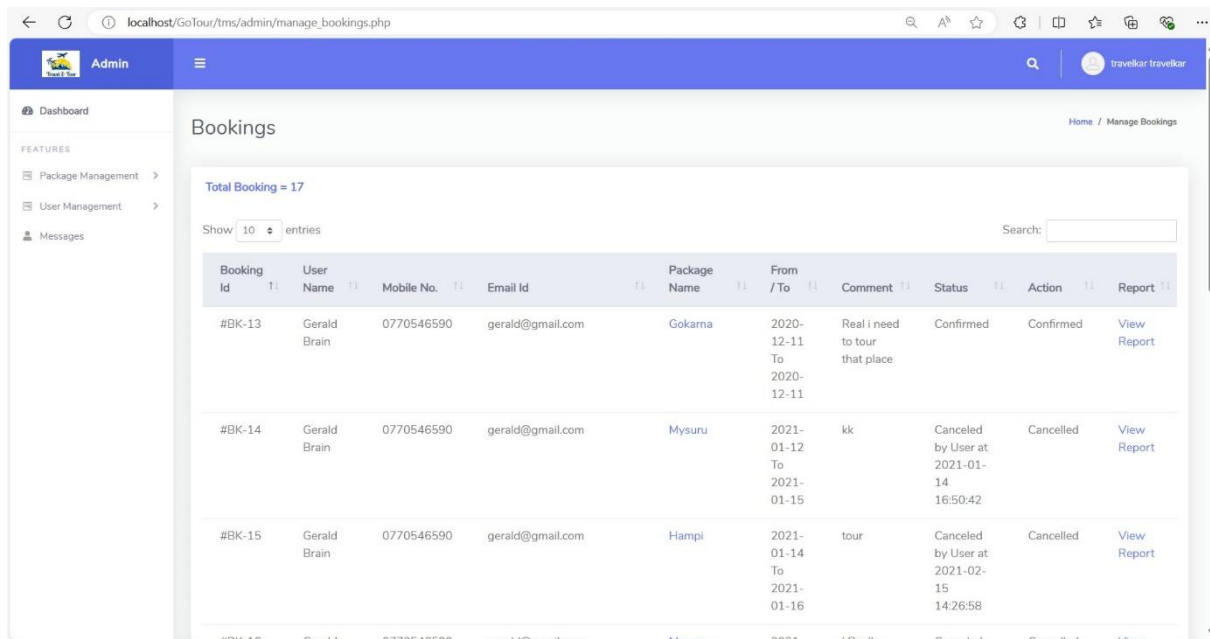 localhost/GoTour/tms/admin/manage_bookings.php
Travel & Tour
Admin
travelkar travelkar
Dashboard
FEATURES
Package Management
User Management
Messages
Bookings
Home / Manage Bookings
Total Booking = 17
Show 10 entries
Search:
Booking Id User Name Mobile No. Email Id Package Name From /To Comment Status Action Report
#BK-13 Gerald Brain 0770546590 gerald@gmail.com Gokarna 2020-12-11 To 2020-12-11 Real i need to tour that place Confirmed Confirmed View Report
#BK-14 Gerald Brain 0770546590 gerald@gmail.com Mysuru 2021-01-12 To 2021-01-15 kk Canceled by User at 2021-01-14 16:50:42 Cancelled View Report
#BK-15 Gerald Brain 0770546590 gerald@gmail.com Hampi 2021-01-14 To 2021-01-16 tour Canceled by User at 2021-02-15 14:26:58 Cancelled View Report